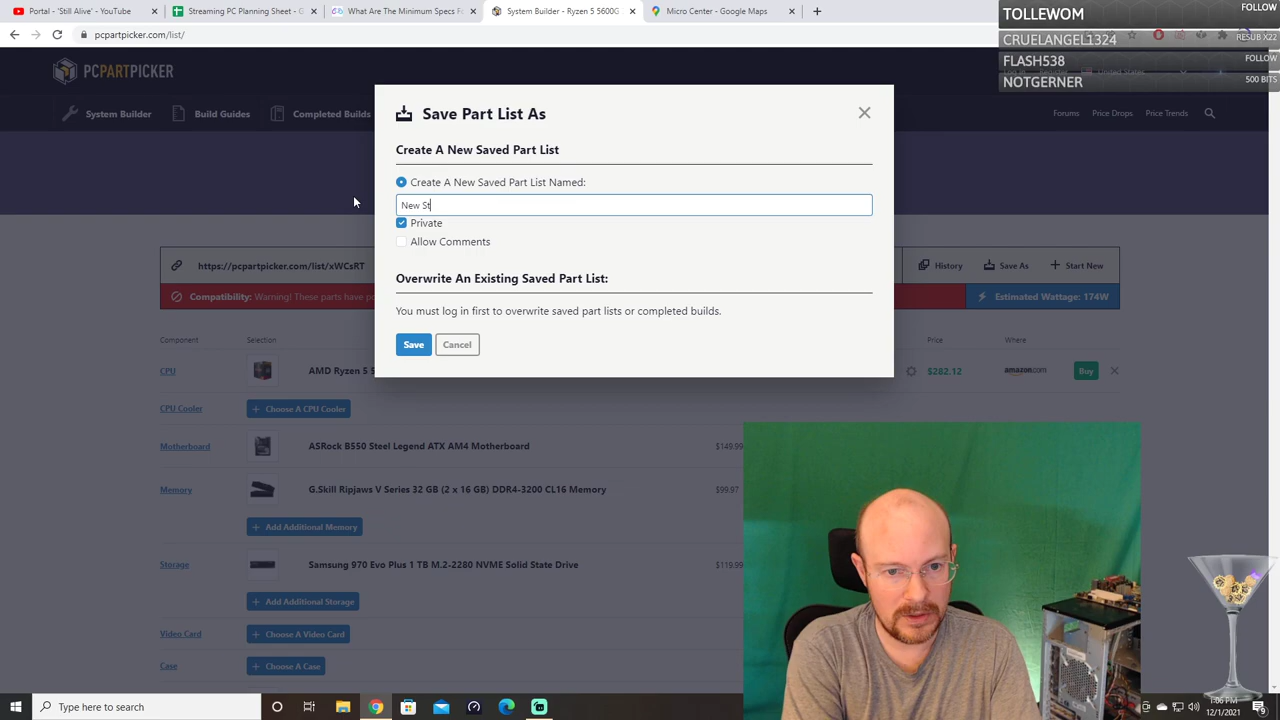 Portal - "Still Alive" - YouTube
Streaming PC Planning Sheet - G
What Are The Minimum Specs F
System Builder - Ryzen 5 5600G
Micro Center - Google Maps
TOLLEWOM
FOLLOW
pcpartpicker.com/list/
CRUELANGEL1324
RESUB X22
FLASH538
FOLLOW
NOTGERNER
500 BITS
PCPARTPICKER
System Builder
Build Guides
Completed Builds
Forums
Price Drops
Price Trends
Save Part List As
Create A New Saved Part List
Create A New Saved Part List Named:
New St
Private
Allow Comments
Overwrite An Existing Saved Part List:
You must log in first to overwrite saved part lists or completed builds.
Save
Cancel
https://pcpartpicker.com/list/xWCsRT
History
Save As
Start New
Compatibility: Warning! These parts have po
Estimated Wattage: 174W
Component
Selection
Price
Where
CPU
AMD Ryzen 5 5
$282.12
amazon.com
Buy
CPU Cooler
Choose A CPU Cooler
Motherboard
ASRock B550 Steel Legend ATX AM4 Motherboard
$149.99
Memory
G.Skill Ripjaws V Series 32 GB (2 x 16 GB) DDR4-3200 CL16 Memory
$99.97
Add Additional Memory
Storage
Samsung 970 Evo Plus 1 TB M.2-2280 NVME Solid State Drive
$119.99
Add Additional Storage
Video Card
Choose A Video Card
Case
Choose A Case
Type here to search
1:06 PM
12/1/2021